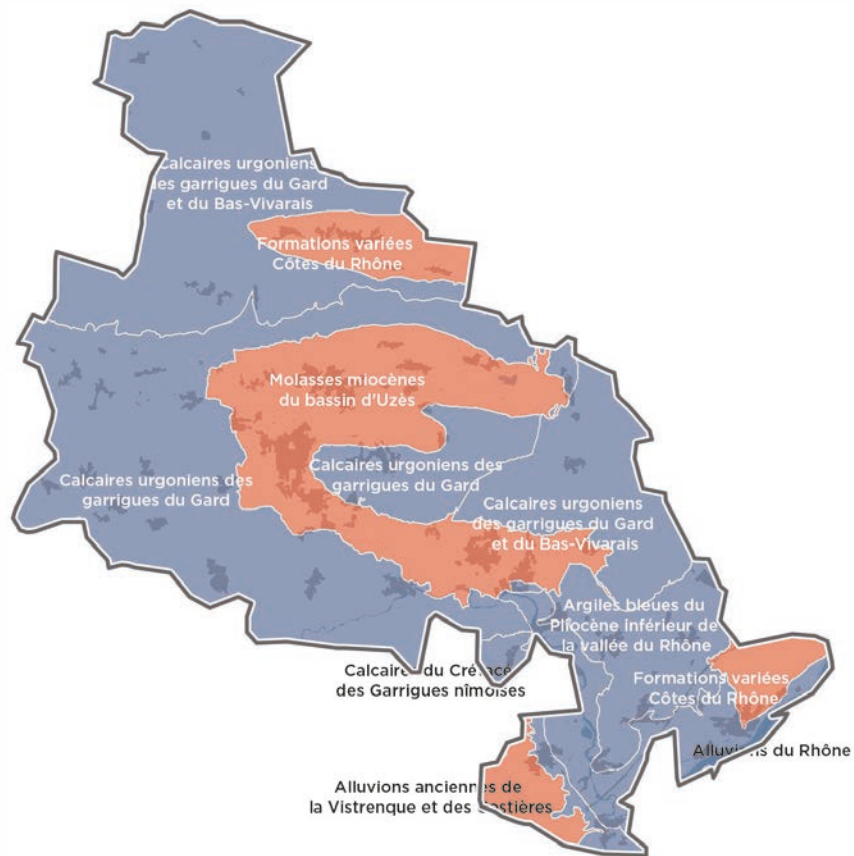 Calcaires urgoniens
des garrigues du Gard
et du Bas-Vivarais
Formations variées
Côtes du Rhône
Molasses miocènes
du bassin d'Uzès
Calcaires urgoniens des
garrigues du Gard
Calcaires urgoniens des
garrigues du Gard
Calcaires urgoniens
des garrigues du Gard
et du Bas-Vivarais
Argiles bleues du
Pliocène inférieur de
la vallée du Rhône
Calcaires du Crétacé
des Garrigues nîmoises
Formations variées
Côtes du Rhône
Alluvions du Rhône
Alluvions anciennes de
la Vistrenque et des Costières